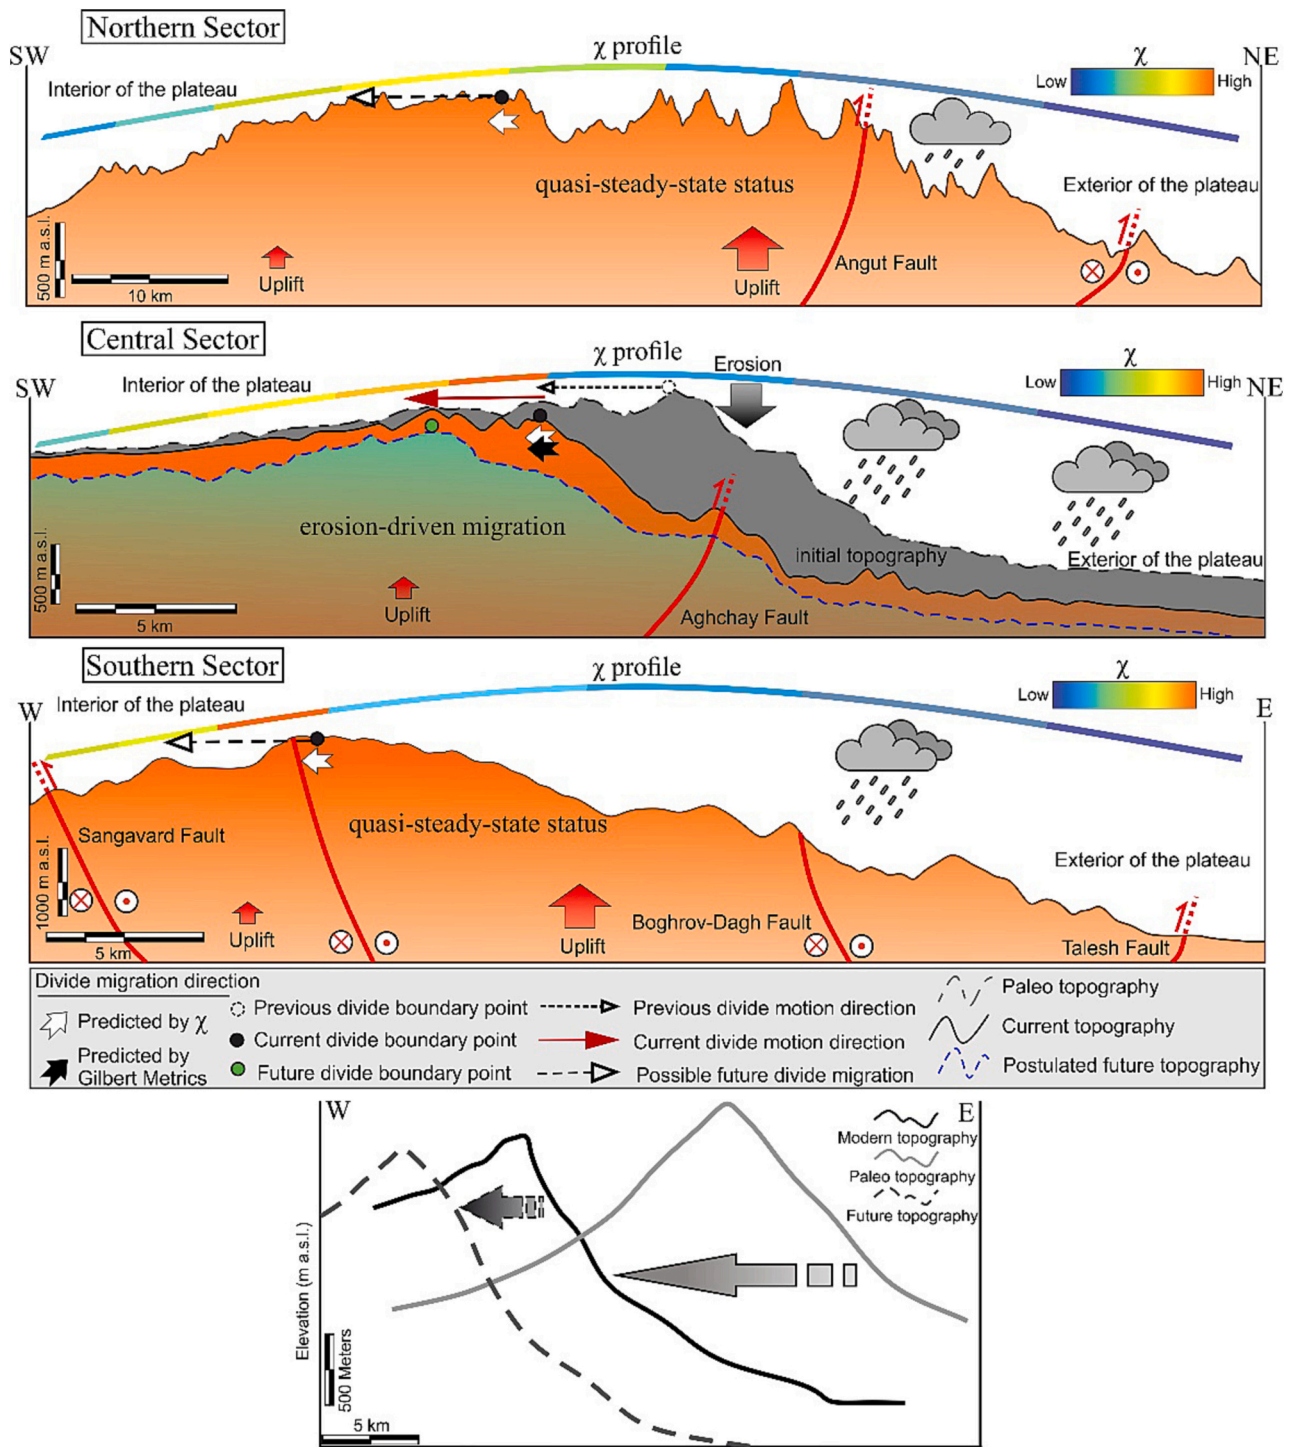 Northern Sector
SW
NE
χ profile
χ
Low
High
Interior of the plateau
quasi-steady-state status
Exterior of the plateau
Angut Fault
Uplift
Uplift
500 m a.s.l.
10 km
Central Sector
SW
NE
χ profile
Erosion
χ
Low
High
Interior of the plateau
erosion-driven migration
initial topography
Exterior of the plateau
Uplift
Aghchay Fault
500 m a.s.l.
5 km
Southern Sector
W
E
χ profile
χ
Low
High
Interior of the plateau
Sangavard Fault
quasi-steady-state status
Exterior of the plateau
1000 m a.s.l.
5 km
Uplift
Uplift
Boghrov-Dagh Fault
Talesh Fault
Divide migration direction
Predicted by χ
Predicted by
Gilbert Metrics
Previous divide boundary point
Current divide boundary point
Future divide boundary point
Previous divide motion direction
Current divide motion direction
Possible future divide migration
Paleo topography
Current topography
Postulated future topography
W
E
Modern topography
Paleo topography
Future topography
Elevation (m a.s.l.)
500 Meters
5 km